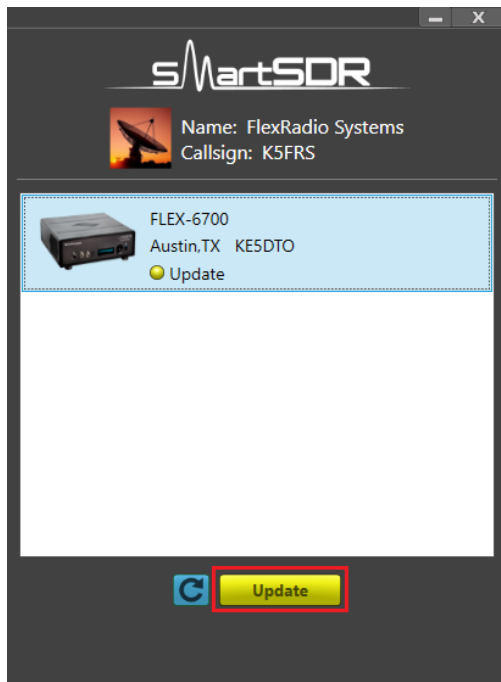 X
smartSDR
Name: FlexRadio Systems
Callsign: K5FRS
FLEX-6700
Austin,TX KE5DTO
Update
Update